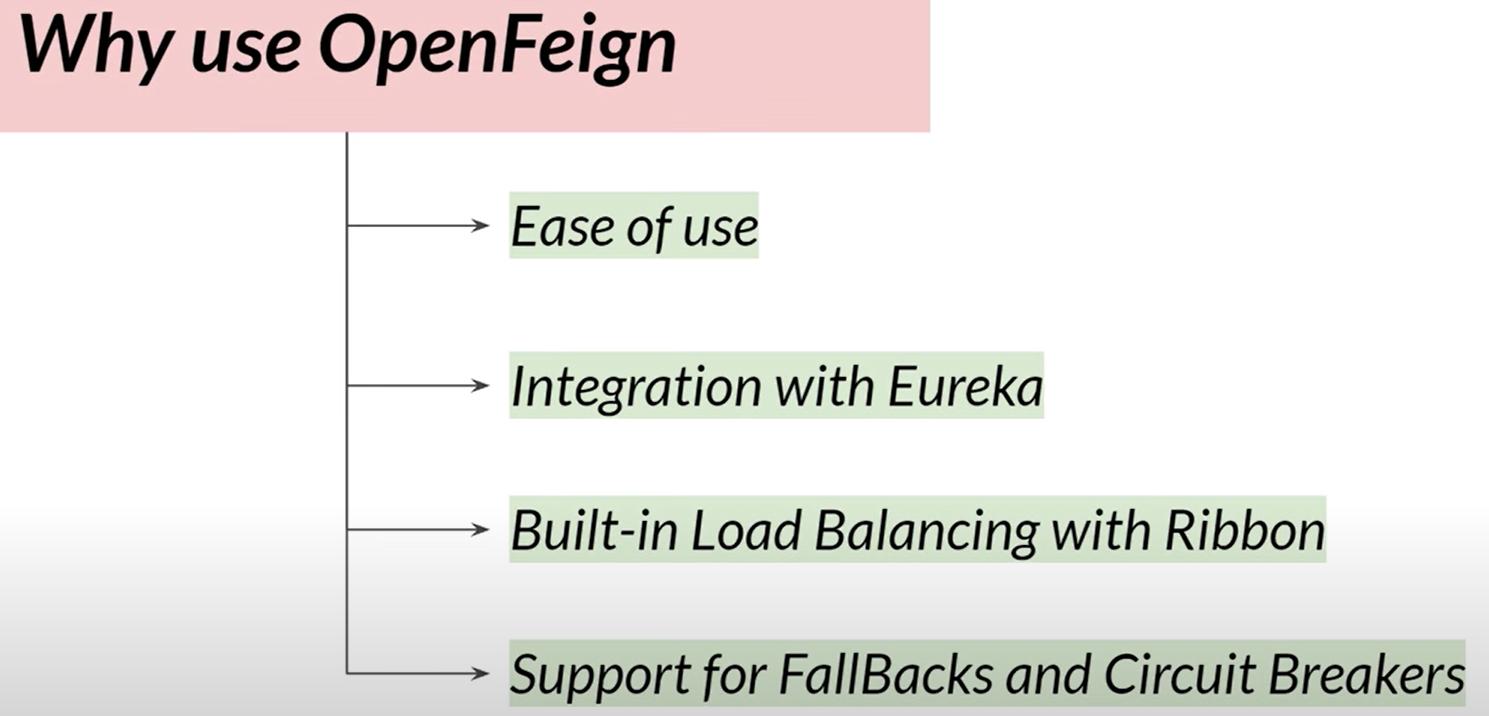 Why use OpenFeign
Ease of use
Integration with Eureka
Built-in Load Balancing with Ribbon
Support for FallBacks and Circuit Breakers